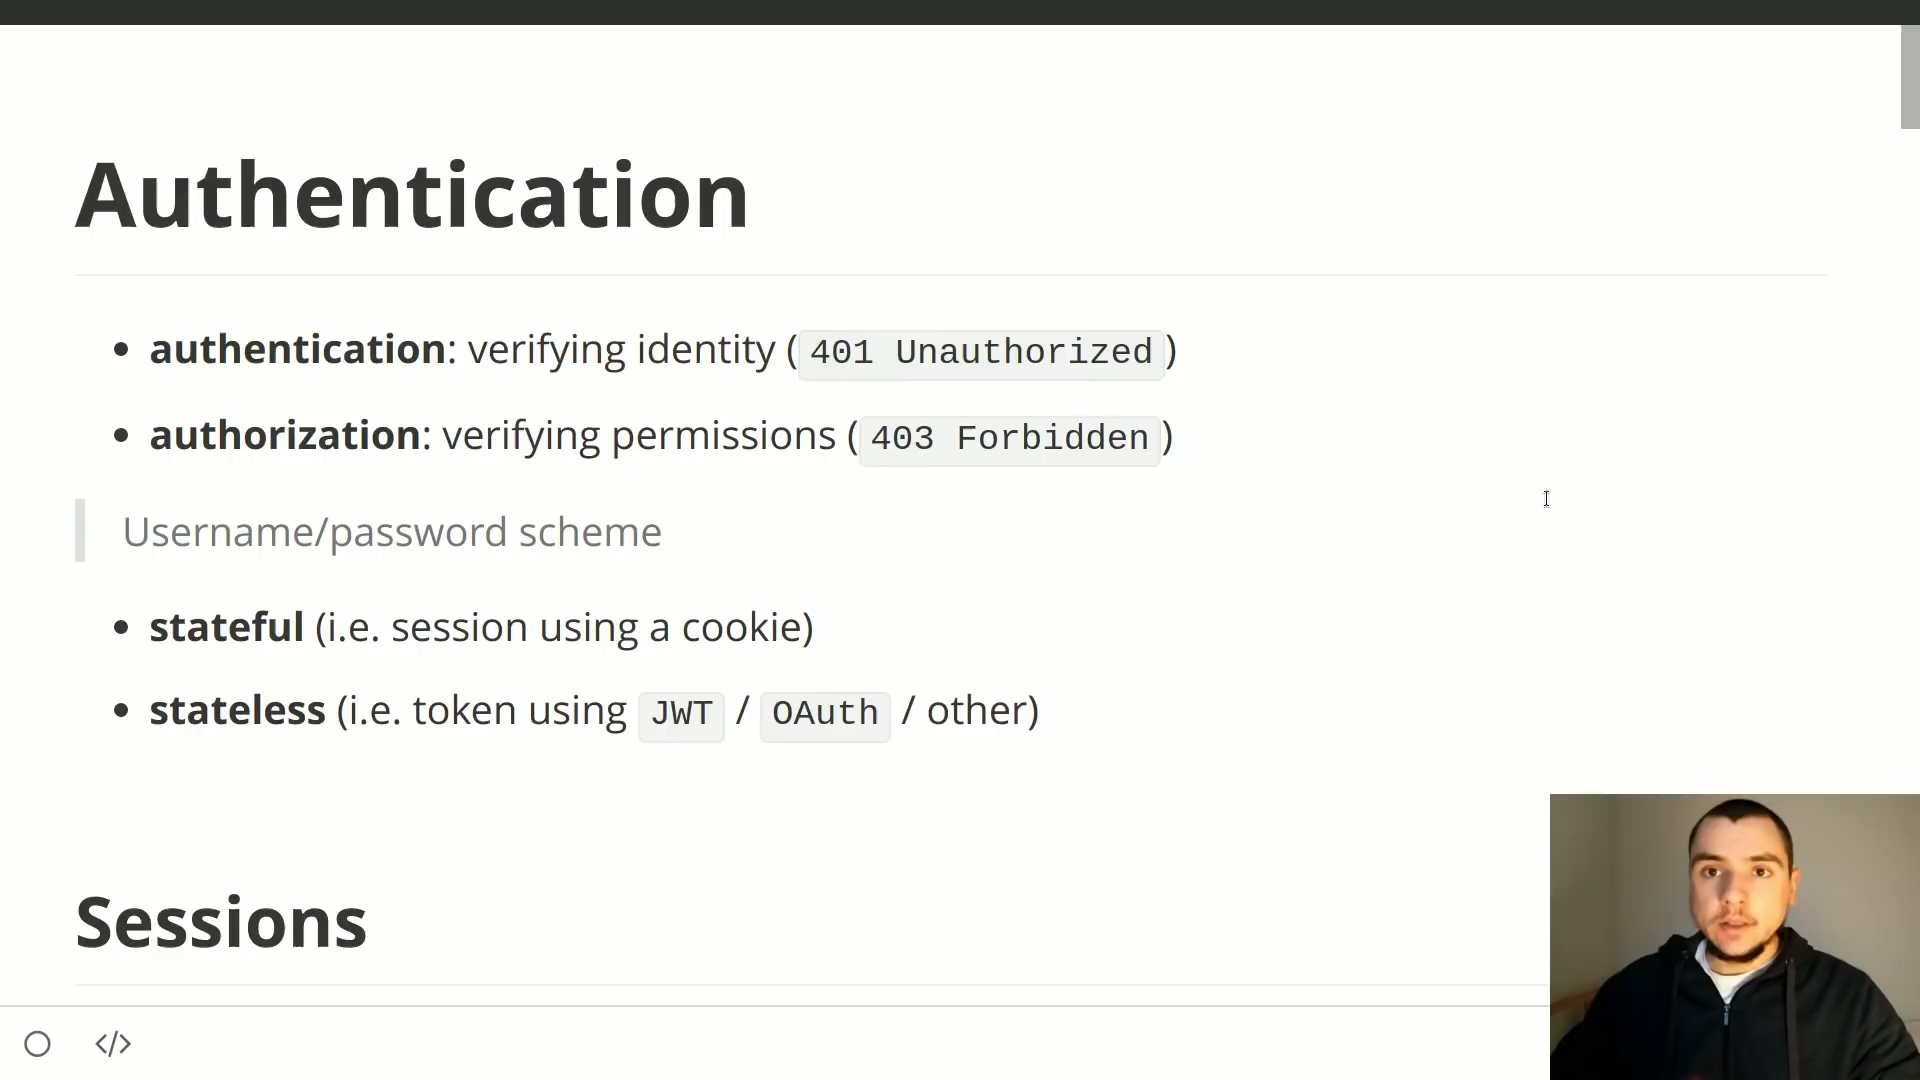 Authentication
authentication: verifying identity (401 Unauthorized)
authorization: verifying permissions (403 Forbidden)
Username/password scheme
stateful (i.e. session using a cookie)
stateless (i.e. token using JWT / OAuth / other)
Sessions
</>